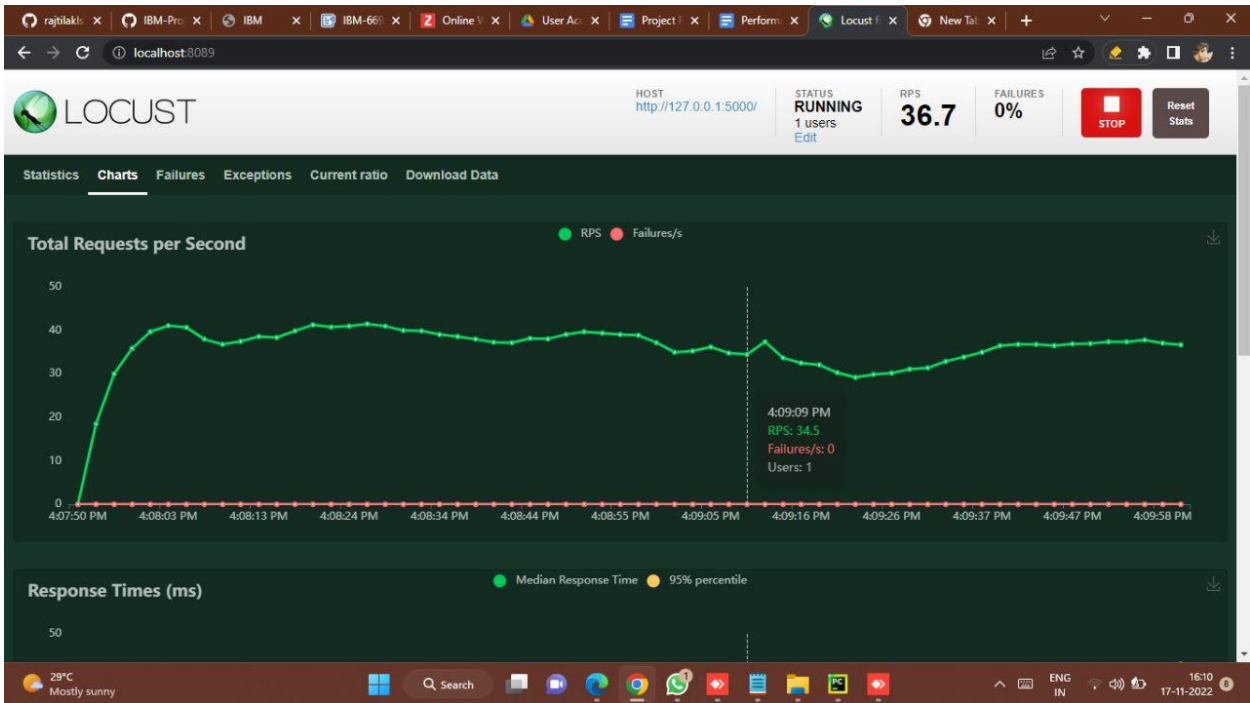 rajtilakls
IBM-Pro
IBM
IBM-669
Online V
User Acc
Project F
Perform
Locust f
New Tab
localhost:8089
LOCUST
HOST
http://127.0.0.1:5000/
STATUS
RUNNING
1 users
Edit
RPS
36.7
FAILURES
0%
STOP
Reset
Stats
Statistics Charts Failures Exceptions Current ratio Download Data
Total Requests per Second
RPS Failures/s
50
40
30
20
10
0
4:09:09 PM
RPS: 34.5
Failures/s: 0
Users: 1
4:07:50 PM 4:08:03 PM 4:08:13 PM 4:08:24 PM 4:08:34 PM 4:08:44 PM 4:08:55 PM 4:09:05 PM 4:09:16 PM 4:09:26 PM 4:09:37 PM 4:09:47 PM 4:09:58 PM
Response Times (ms)
Median Response Time 95% percentile
50
29°C
Mostly sunny
Search
1
PC
ENG
IN
16:10
17-11-2022